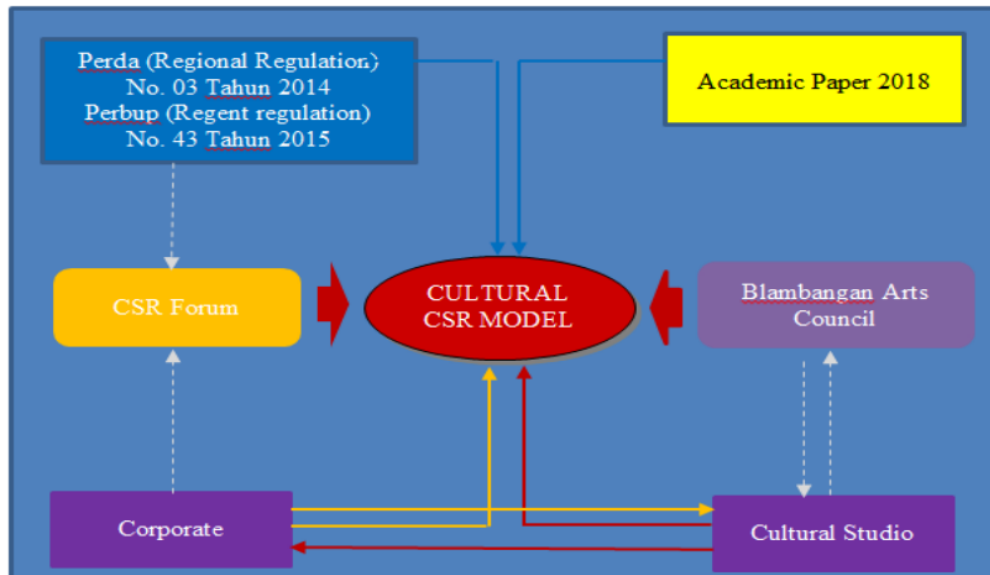 Perda (Regional Regulation)
No. 03 Tahun 2014
Perbup (Regent regulation)
No. 43 Tahun 2015
Academic Paper 2018
CSR Forum
CULTURAL
CSR MODEL
Blambangan Arts
Council
Corporate
Cultural Studio